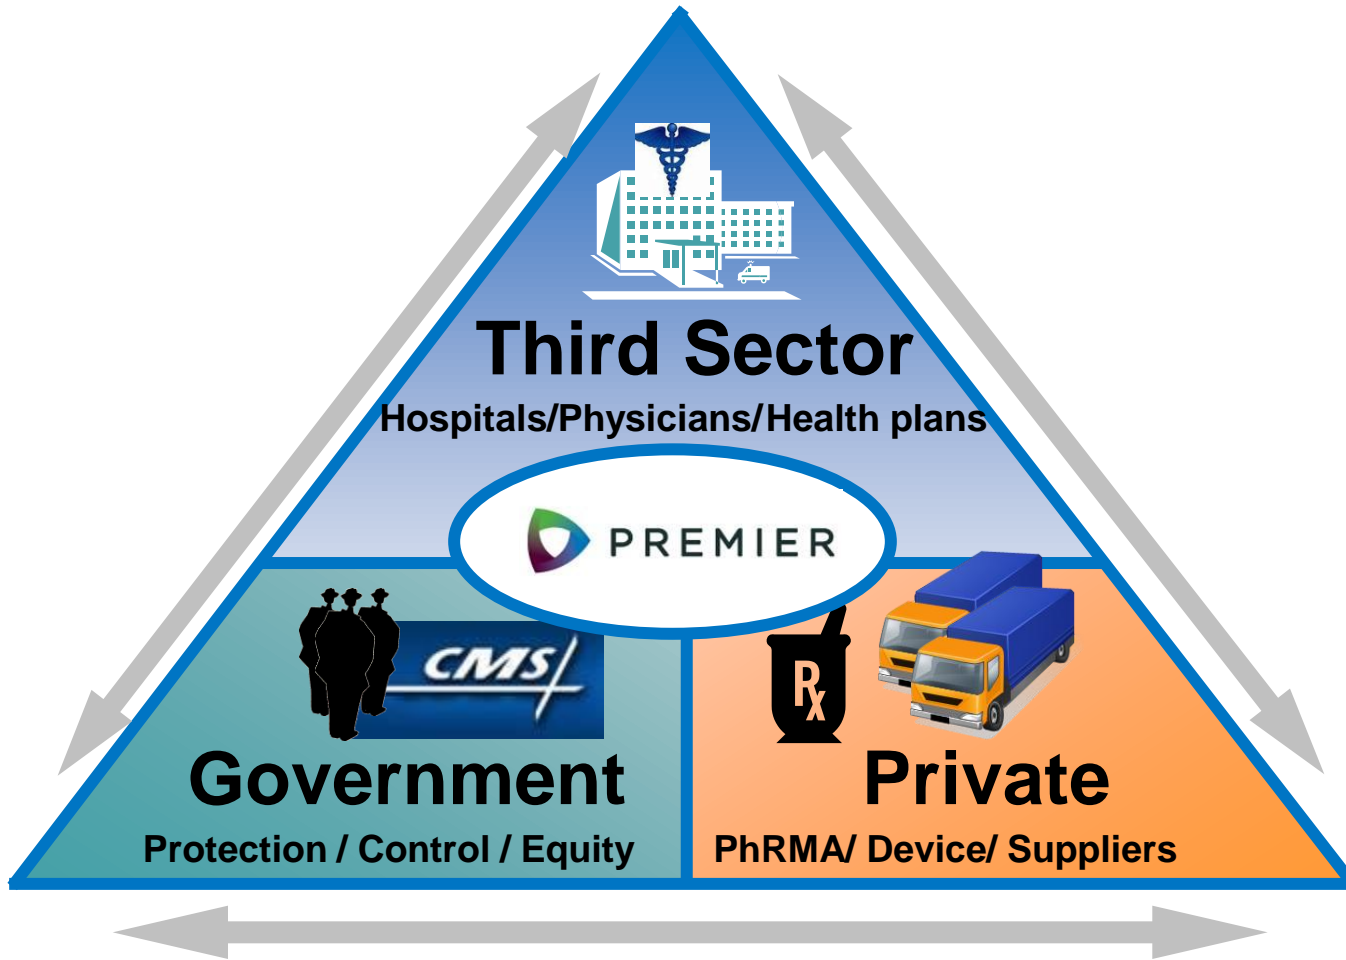 Third Sector
Hospitals/Physicians/Health plans
PREMIER
CMS
Rx
Government
Private
Protection / Control / Equity
PhRMA/ Device/ Suppliers